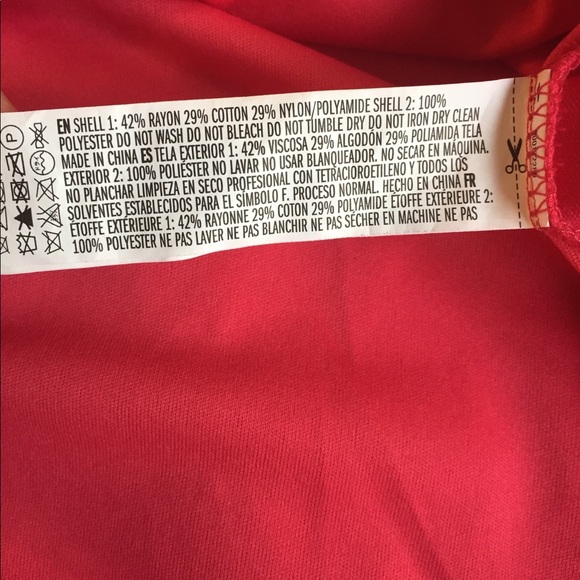 EN SHELL 1: 42% RAYON 29% COTTON 29% NYLON/POLYAMIDE SHELL 2: 100%
POLYESTER DO NOT WASH DO NOT BLEACH DO NOT TUMBLE DRY DO NOT IRON DRY CLEAN
MADE IN CHINA ES TELA EXTERIOR 1: 42% VISCOSA 29% ALGODÓN 29% POLIAMIDA TELA
EXTERIOR 2: 100% POLIÉSTER NO LAVAR NO USAR BLANQUEADOR. NO SECAR EN MÁQUINA.
NO PLANCHAR LIMPIEZA EN SECO PROFESIONAL CON TETRACLOROETILENO Y TODOS LOS
SOLVENTES ESTABLECIDOS PARA EL SÍMBOLO F. PROCESO NORMAL. HECHO EN CHINA FR
ÉTOFFE EXTÉRIEURE 1: 42% RAYONNE 29% COTON 29% POLYAMIDE ÉTOFFE EXTÉRIEURE 2:
100% POLYESTER NE PAS LAVER NE PAS BLANCHIR NE PAS SÉCHER EN MACHINE NE PAS
P